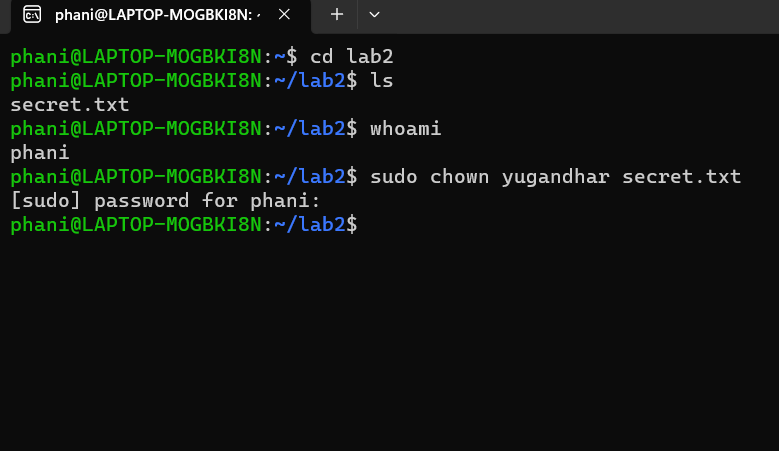 phani@LAPTOP-MOGBKI8N: ~
phani@LAPTOP-MOGBKI8N:~$ cd lab2
phani@LAPTOP-MOGBKI8N:~/lab2$ ls
secret.txt
phani@LAPTOP-MOGBKI8N:~/lab2$ whoami
phani
phani@LAPTOP-MOGBKI8N:~/lab2$ sudo chown yugandhar secret.txt
[sudo] password for phani:
phani@LAPTOP-MOGBKI8N:~/lab2$